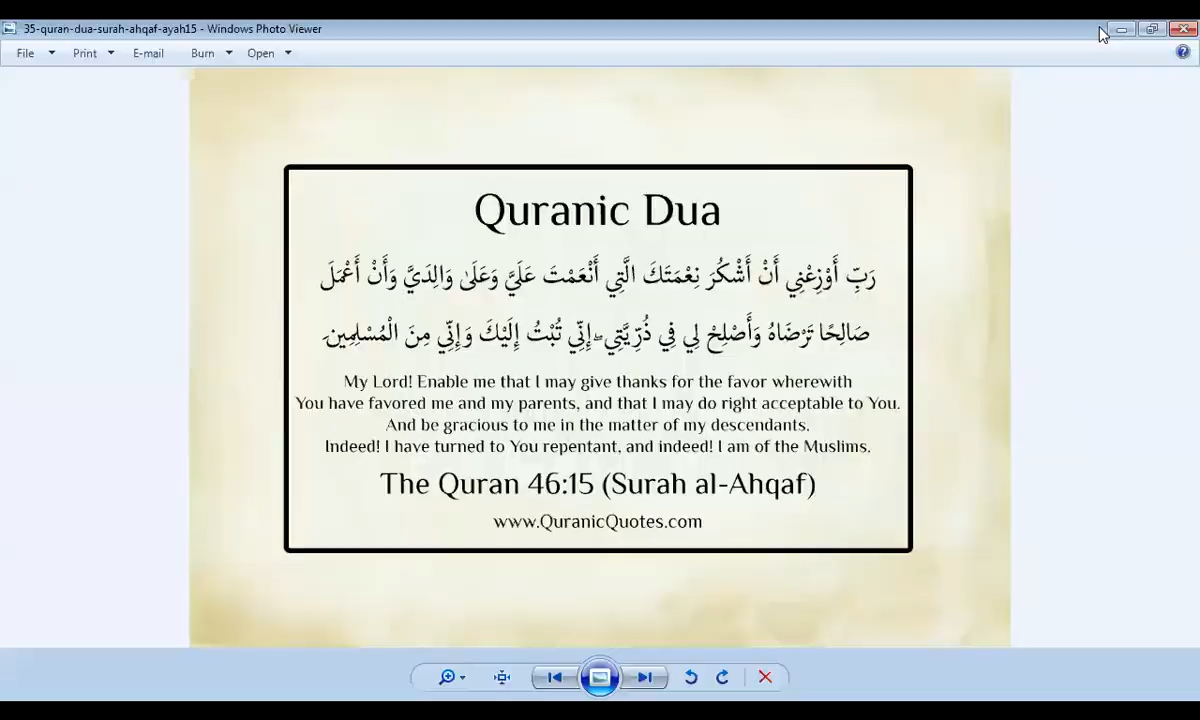 35-quran-dua-surah-ahqaf-ayah15 - Windows Photo Viewer
File Print E-mail Burn Open
Quranic Dua
رَبِّ أَوْزِعْنِي أَنْ أَشْكُرَ نِعْمَتَكَ الَّتِي أَنْعَمْتَ عَلَيَّ وَعَلَىٰ وَالِدَيَّ وَأَنْ أَعْمَلَ
صَالِحًا تَرْضَاهُ وَأَصْلِحْ لِي فِي ذُرِّيَّتِي ۖ إِنِّي تُبْتُ إِلَيْكَ وَإِنِّي مِنَ الْمُسْلِمِينَ.
My Lord! Enable me that I may give thanks for the favor wherewith
You have favored me and my parents, and that I may do right acceptable to You.
And be gracious to me in the matter of my descendants.
Indeed! I have turned to You repentant, and indeed! I am of the Muslims.
The Quran 46:15 (Surah al-Ahqaf)
www.QuranicQuotes.com